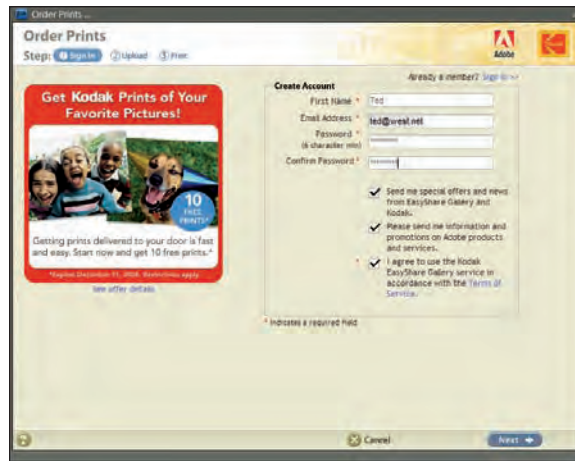 Order Prints ...
Order Prints
Step: 1 Sign In 2 Upload 3 Print
Adobe
Get Kodak Prints of Your
Favorite Pictures!
10
FREE
PRINTS*
Getting prints delivered to your door is fast
and easy. Start now and get 10 free prints.*
*Expires December 31, Restrictions apply.
see offer details
Already a member? Sign in >>
Create Account
First Name * Ted
Email Address * ted@west.net
Password *
(6 character min)
Confirm Password *
Send me special offers and news
from EasyShare Gallery and
Kodak.
Please send me information and
promotions on Adobe products
and services.
* I agree to use the Kodak
EasyShare Gallery service in
accordance with the Terms of
Service.
* Indicates a required field
? Cancel Next